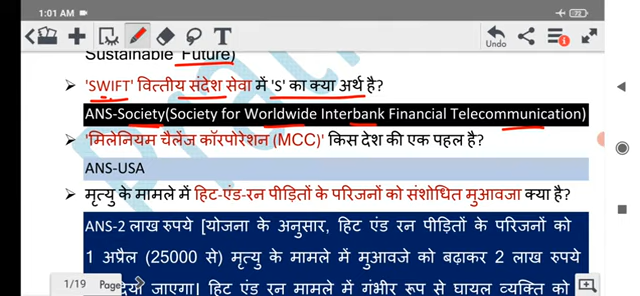 1:01 AM
72
Undo
Sustainable Future)
➢ 'SWIFT' वित्तीय संदेश सेवा में 'S' का क्या अर्थ है?
ANS-Society(Society for Worldwide Interbank Financial Telecommunication)
➢ 'मिलेनियम चैलेंज कॉरपोरेशन (MCC)' किस देश की एक पहल है?
ANS-USA
➢ मृत्यु के मामले में हिट-एंड-रन पीड़ितों के परिजनों को संशोधित मुआवजा क्या है?
ANS-2 लाख रुपये [योजना के अनुसार, हिट एंड रन पीड़ितों के परिजनों को
1 अप्रैल (25000 से) मृत्यु के मामले में मुआवजे को बढ़ाकर 2 लाख रुपये
जाएगा। हिट एंड रन मामले में गंभीर रूप से घायल व्यक्ति को
1/19 Page